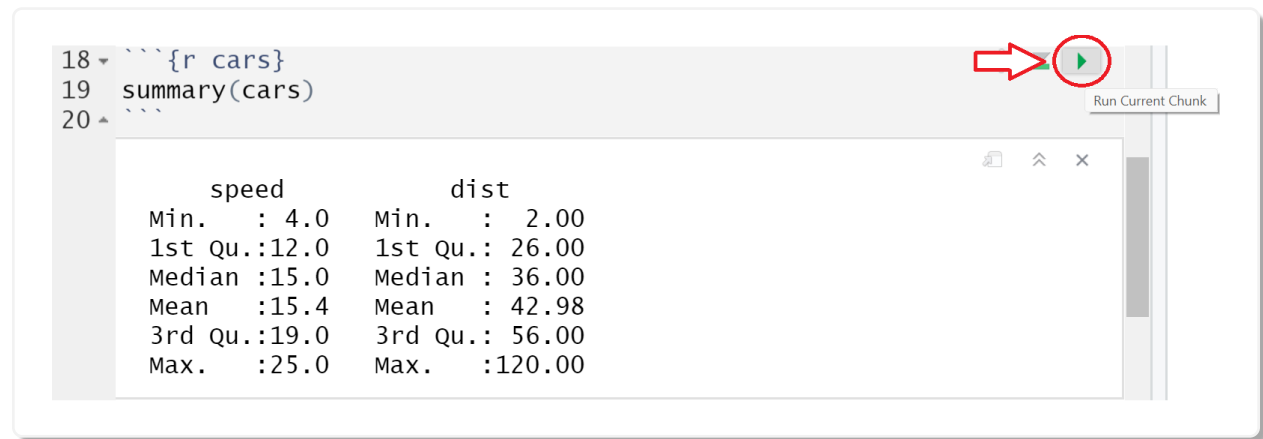 18 ```{r cars}
19 summary(cars)
Run Current Chunk
20 ```
speed dist
Min. : 4.0 Min. : 2.00
1st Qu.:12.0 1st Qu.: 26.00
Median :15.0 Median : 36.00
Mean :15.4 Mean : 42.98
3rd Qu.:19.0 3rd Qu.: 56.00
Max. :25.0 Max. :120.00